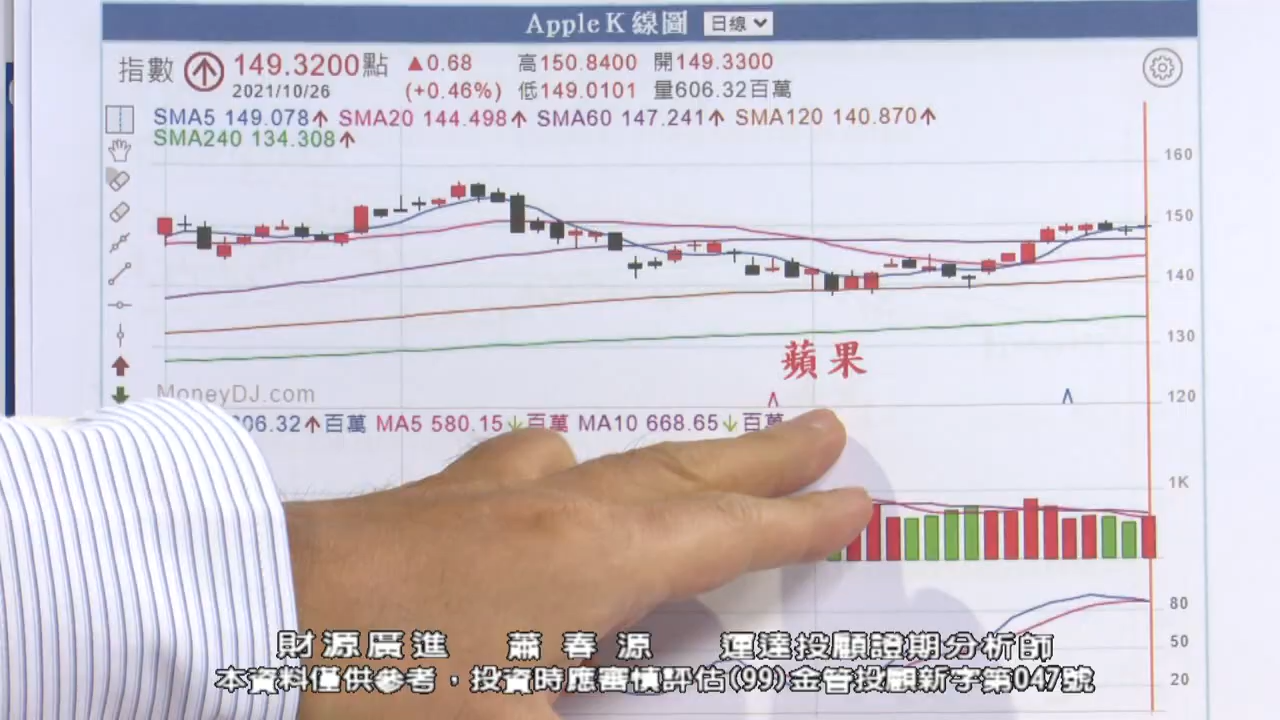 Apple K 線圖 日線
指數 149.3200點 ▲0.68 高150.8400 開149.3300
2021/10/26 (+0.46%) 低149.0101 量606.32百萬
SMA5 149.078↑ SMA20 144.498↑ SMA60 147.241↑ SMA120 140.870↑
SMA240 134.308↑
160
150
140
130
蘋果
MoneyDJ.com
120
06.32↑百萬 MA5 580.15↓百萬 MA10 668.65↓百萬
1K
80
50
20
財源廣進 蕭春源 運達投顧證期分析師
本資料僅供參考，投資時應審慎評估(99)金管投顧新字第047號